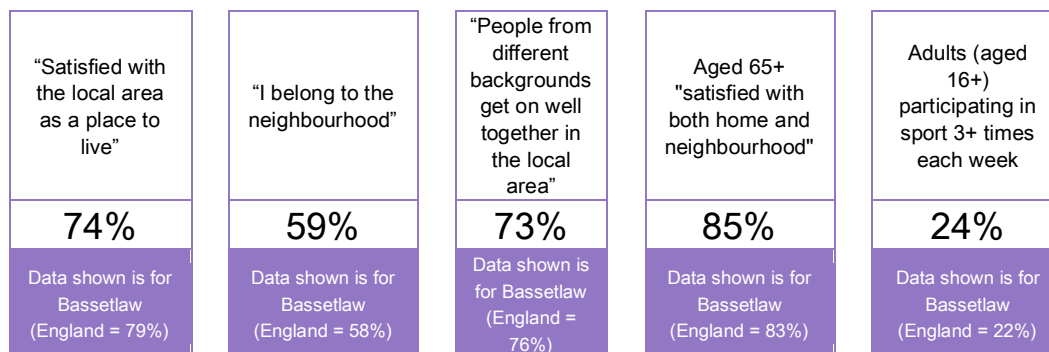 “Satisfied with
the local area
as a place to
live”
74%
Data shown is for
Bassetlaw
(England = 79%)
“I belong to the
neighbourhood”
59%
Data shown is for
Bassetlaw
(England = 58%)
“People from
different
backgrounds
get on well
together in
the local
area”
73%
Data shown is
for Bassetlaw
(England =
76%)
Aged 65+
"satisfied with
both home and
neighbourhood"
85%
Data shown is for
Bassetlaw
(England = 83%)
Adults (aged
16+)
participating in
sport 3+ times
each week
24%
Data shown is for
Bassetlaw
(England = 22%)